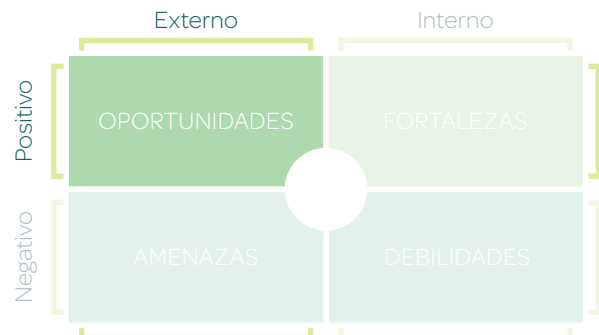 Externo
Interno
Positivo
OPORTUNIDADES
FORTALEZAS
Negativo
AMENAZAS
DEBILIDADES